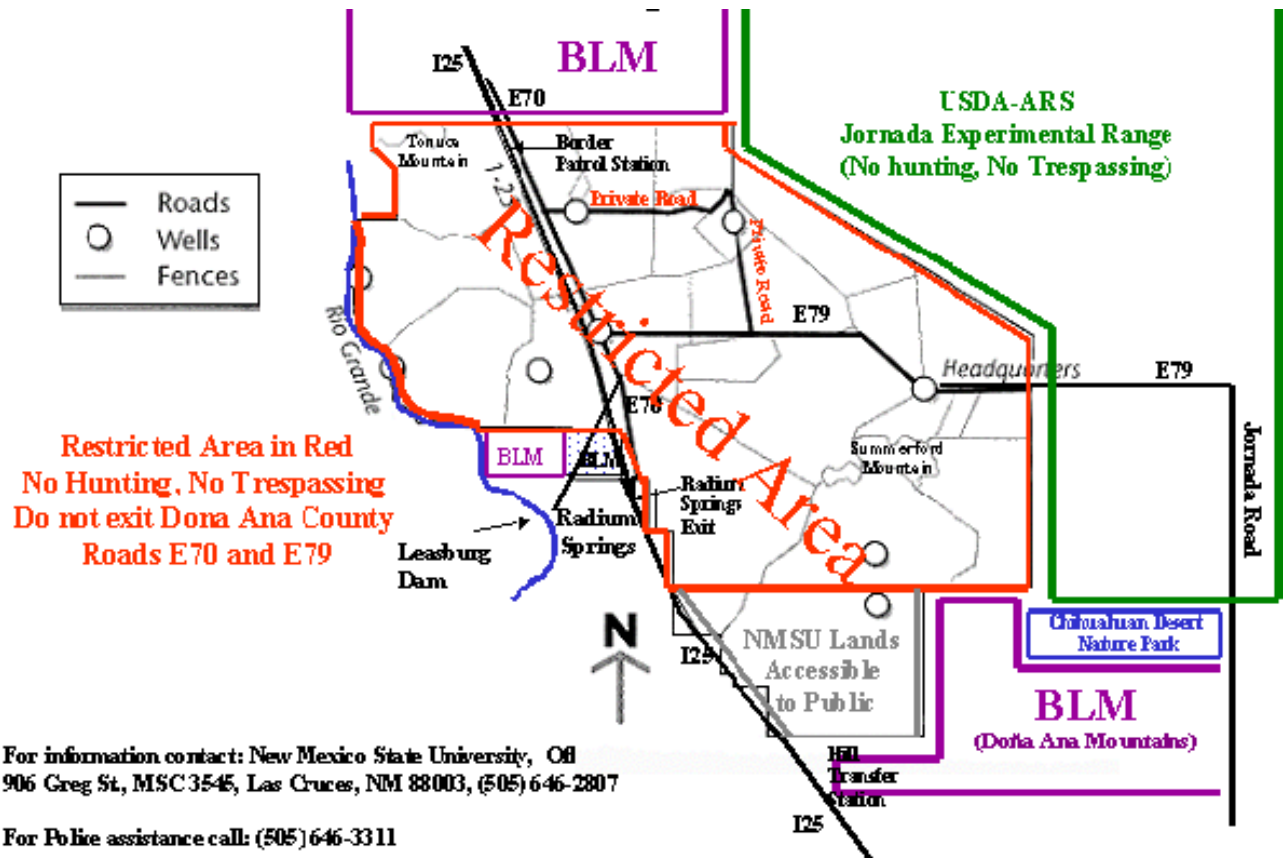 BLM
I25
E70
USDA-ARS
Jornada Experimental Range
(No hunting, No Trespassing)
Tonuca
Mountain
Border
Patrol Station
I-25
Private Road
Private Road
Roads
Wells
Fences
Restricted Area
Rio Grande
E79
Headquarters
E79
E70
Jornada Road
Restricted Area in Red
No Hunting, No Trespassing
Do not exit Dona Ana County
Roads E70 and E79
BLM
BLM
Summerford
Mountain
Radium
Springs
Exit
Radium
Springs
Leasburg
Dam
N
NMSU Lands
Accessible
to Public
I25
Chihuahuan Desert
Nature Park
BLM
(Doña Ana Mountains)
Transfer
Station
I25
For information contact: New Mexico State University,
906 Greg St., MSC 3545, Las Cruces, NM 88003, (505) 646-2807
For Police assistance call: (505) 646-3311